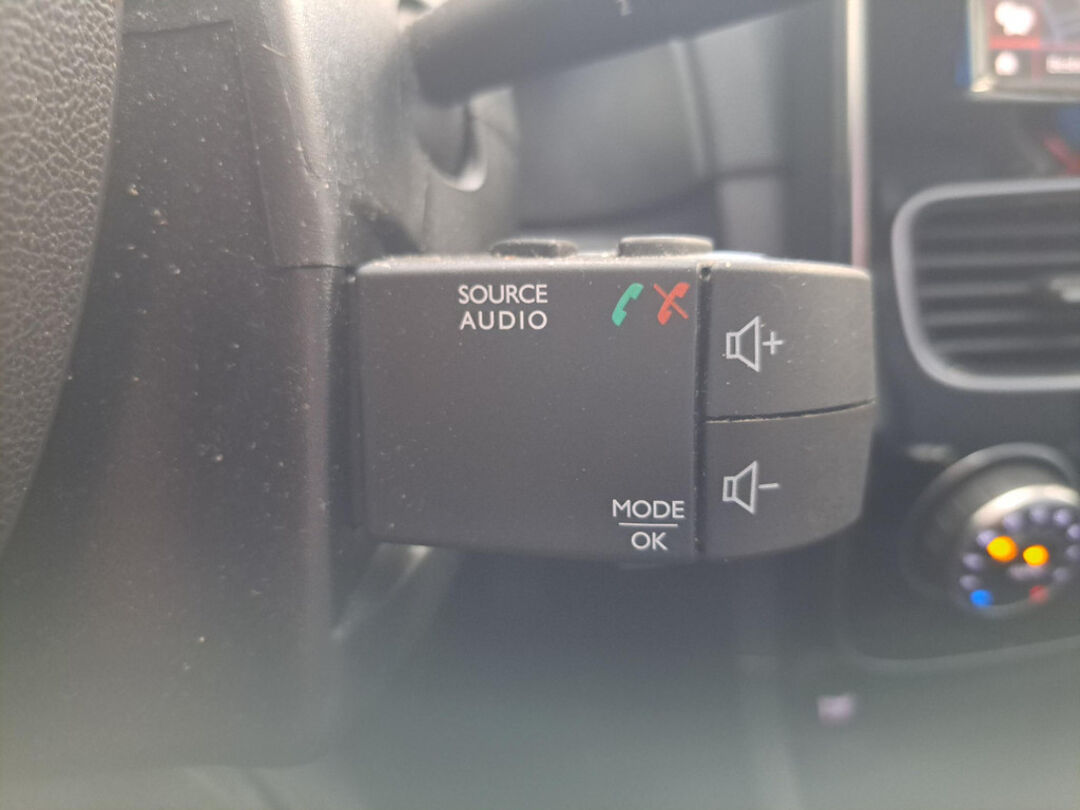 SOURCE
AUDIO
+
-
MODE
OK